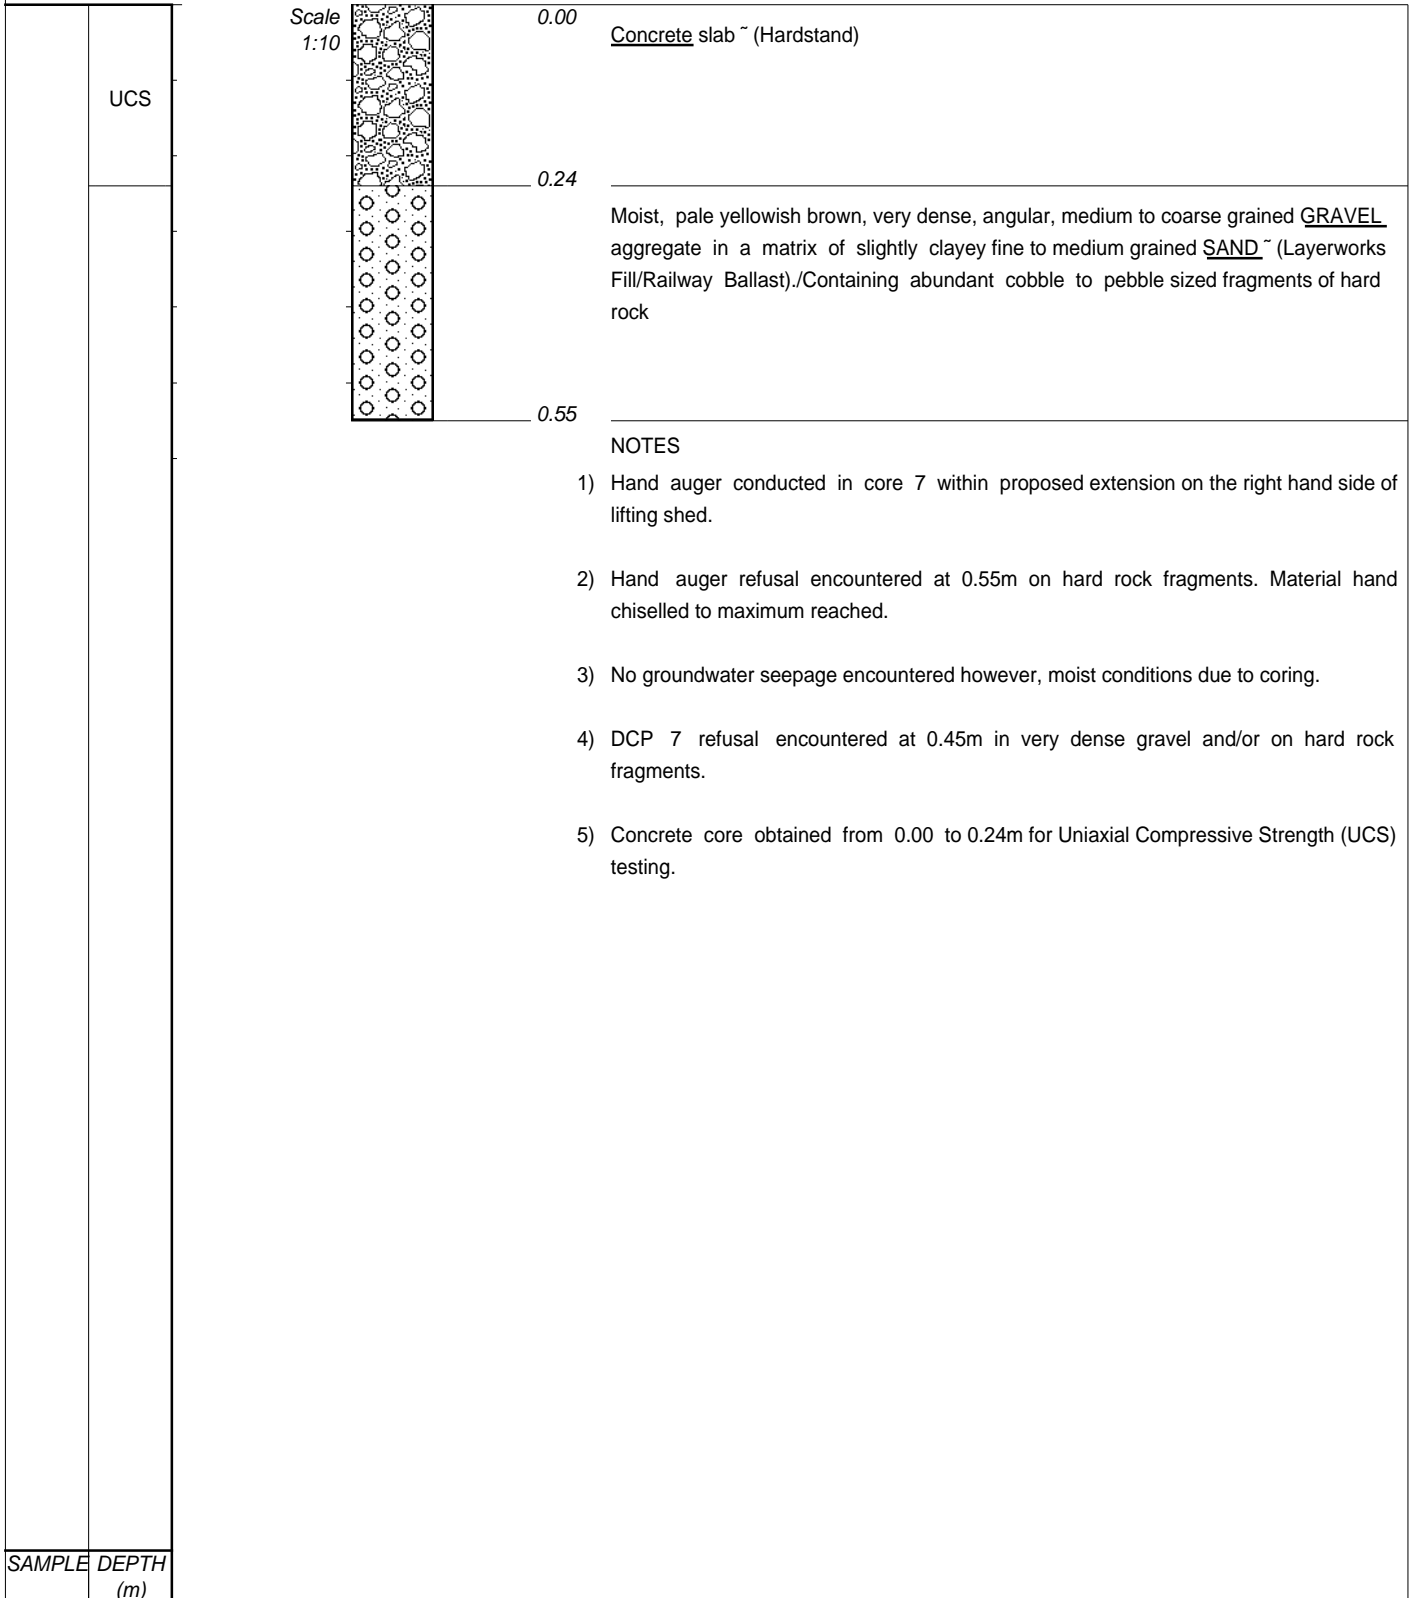 Scale
1:10
0.00
Concrete slab ˜ (Hardstand)
UCS
0.24
Moist, pale yellowish brown, very dense, angular, medium to coarse grained GRAVEL
aggregate in a matrix of slightly clayey fine to medium grained SAND ˜ (Layerworks
Fill/Railway Ballast)./Containing abundant cobble to pebble sized fragments of hard
rock
0.55
NOTES
1) Hand auger conducted in core 7 within proposed extension on the right hand side of
lifting shed.
2) Hand auger refusal encountered at 0.55m on hard rock fragments. Material hand
chiselled to maximum reached.
3) No groundwater seepage encountered however, moist conditions due to coring.
4) DCP 7 refusal encountered at 0.45m in very dense gravel and/or on hard rock
fragments.
5) Concrete core obtained from 0.00 to 0.24m for Uniaxial Compressive Strength (UCS)
testing.
SAMPLE DEPTH
(m)